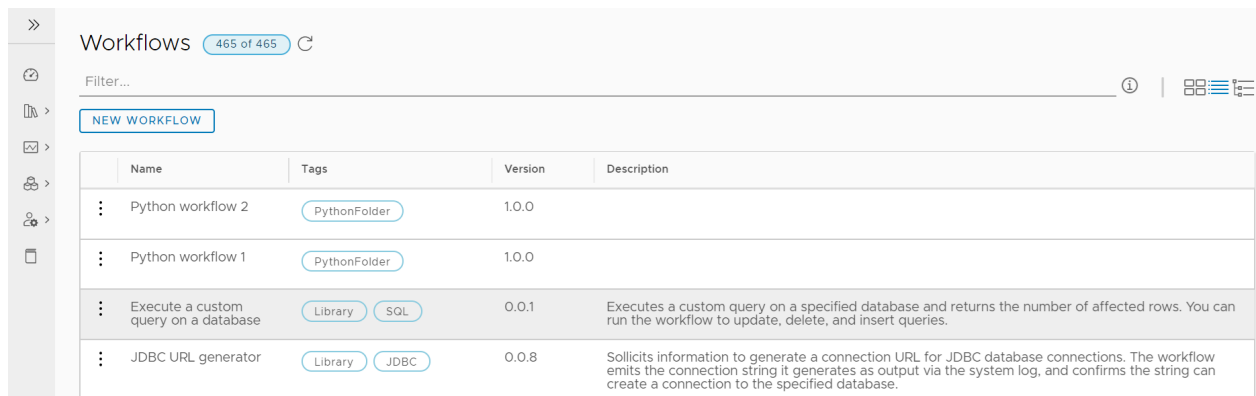 Workflows 465 of 465
Filter...
NEW WORKFLOW
Name Tags Version Description
Python workflow 2 PythonFolder 1.0.0
Python workflow 1 PythonFolder 1.0.0
Execute a custom
query on a database
Library SQL
0.0.1
Executes a custom query on a specified database and returns the number of affected rows. You can
run the workflow to update, delete, and insert queries.
JDBC URL generator
Library JDBC
0.0.8
Sollicits information to generate a connection URL for JDBC database connections. The workflow
emits the connection string it generates as output via the system log, and confirms the string can
create a connection to the specified database.